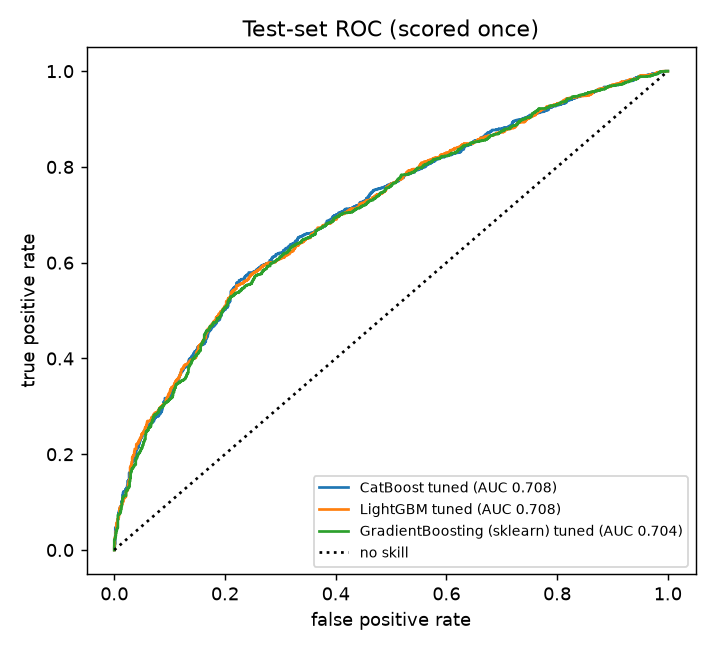 Test-set ROC (scored once)
true positive rate
1.0
0.8
0.6
0.4
0.2
0.0
CatBoost tuned (AUC 0.708)
LightGBM tuned (AUC 0.708)
GradientBoosting (sklearn) tuned (AUC 0.704)
no skill
0.0 0.2 0.4 0.6 0.8 1.0
false positive rate